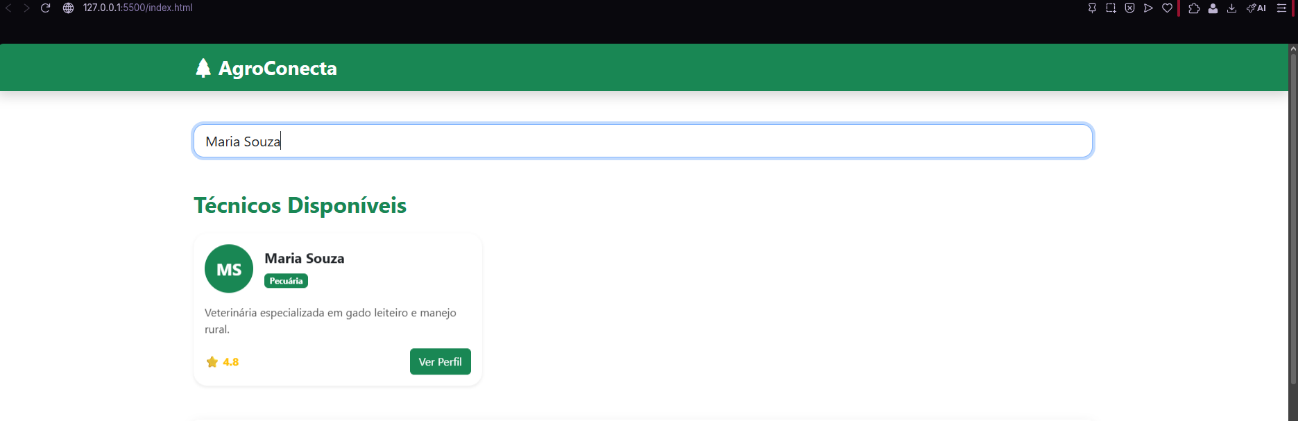 127.0.0.1:5500/index.html
AI
AgroConecta
Maria Souza
Técnicos Disponíveis
MS
Maria Souza
Pecuária
Veterinária especializada em gado leiteiro e manejo
rural.
4.8
Ver Perfil